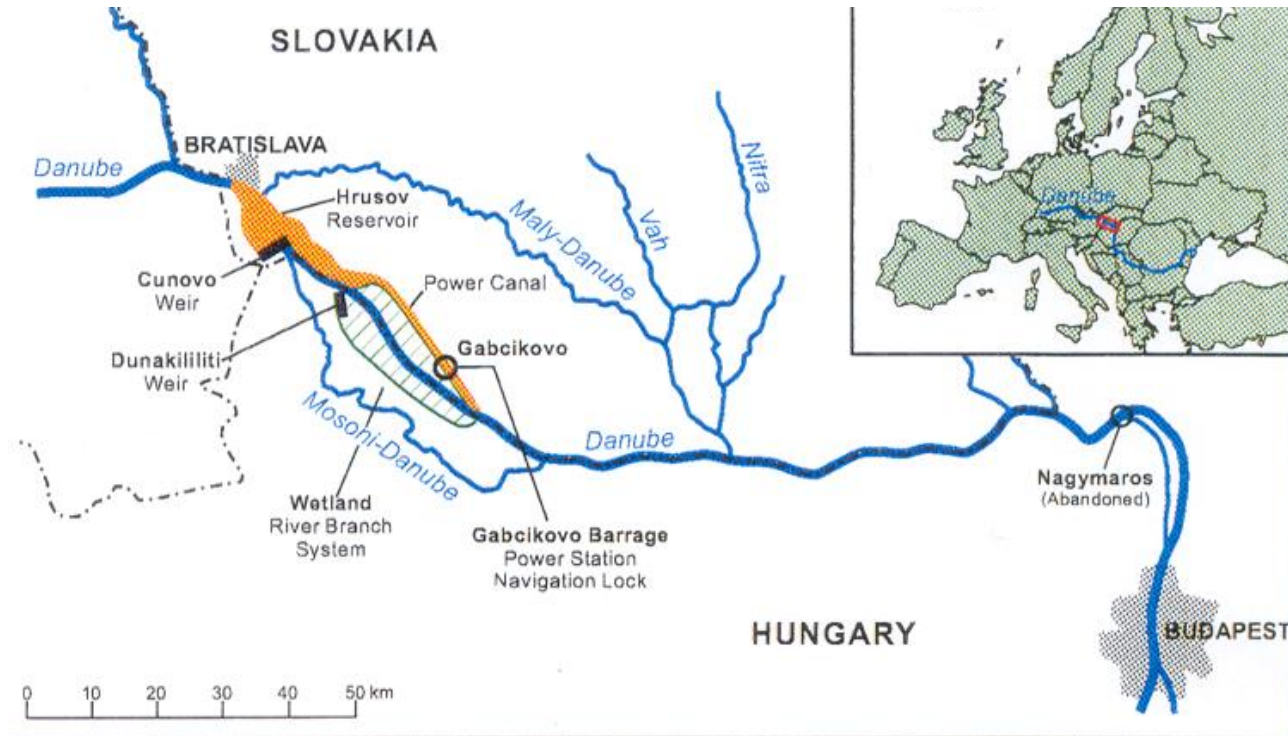 SLOVAKIA
BRATISLAVA
Danube
Hrusov
Reservoir
Maly-Danube
Vah
Nitra
Danube
Cunovo
Weir
Power Canal
Dunakililiti
Weir
Gabcikovo
Mosoni-Danube
Danube
Wetland
River Branch
System
Gabcikovo Barrage
Power Station
Navigation Lock
Nagymaros
(Abandoned)
HUNGARY
BUDAPEST
0 10 20 30 40 50 km